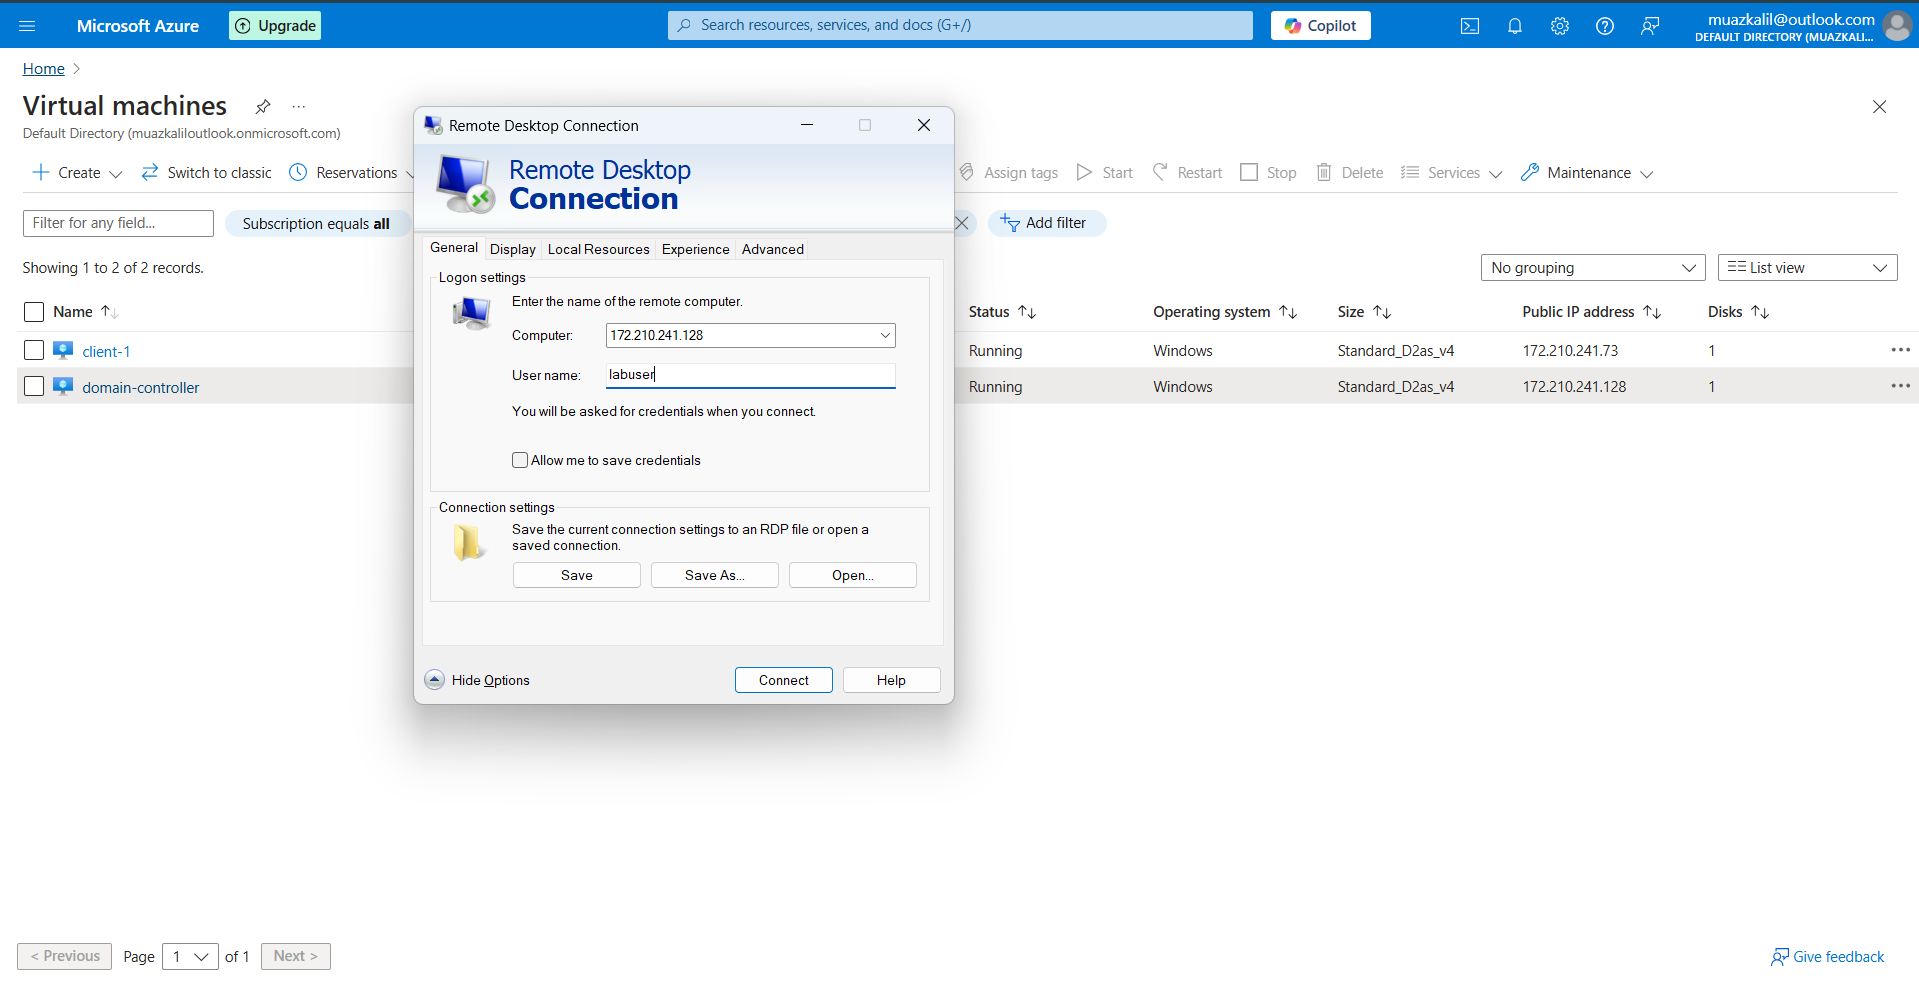 Microsoft Azure
Upgrade
Search resources, services, and docs (G+/)
Copilot
muazkalil@outlook.com
DEFAULT DIRECTORY (MUAZKALI...
Home
Virtual machines
...
Default Directory (muazkaliloutlook.onmicrosoft.com)
Create
Switch to classic
Reservations
Assign tags
Start
Restart
Stop
Delete
Services
Maintenance
Filter for any field...
Subscription equals all
Add filter
Showing 1 to 2 of 2 records.
No grouping
List view
Name
Status
Operating system
Size
Public IP address
Disks
client-1
Running
Windows
Standard_D2as_v4
172.210.241.73
1
domain-controller
Running
Windows
Standard_D2as_v4
172.210.241.128
1
Remote Desktop Connection
Remote Desktop
Connection
General
Display
Local Resources
Experience
Advanced
Logon settings
Enter the name of the remote computer.
Computer:
172.210.241.128
User name:
labuser
You will be asked for credentials when you connect.
Allow me to save credentials
Connection settings
Save the current connection settings to an RDP file or open a
saved connection.
Save
Save As...
Open...
Hide Options
Connect
Help
< Previous
Page
1
of 1
Next >
Give feedback